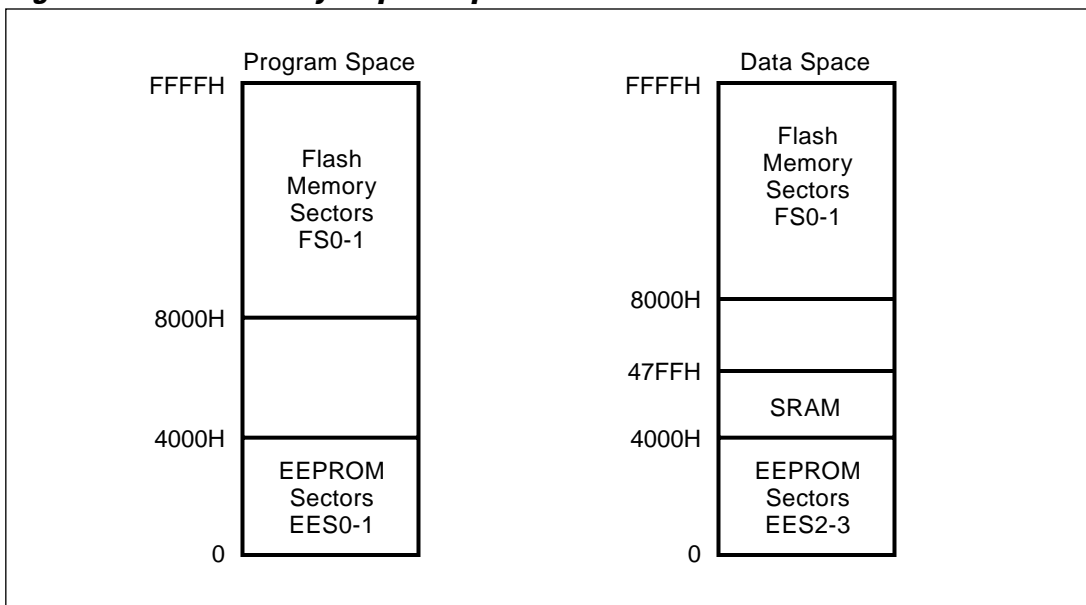 Program Space
FFFFH
Flash
Memory
Sectors
FS0-1
8000H
4000H
EEPROM
Sectors
EES0-1
0
Data Space
FFFFH
Flash
Memory
Sectors
FS0-1
8000H
47FFH
SRAM
4000H
EEPROM
Sectors
EES2-3
0